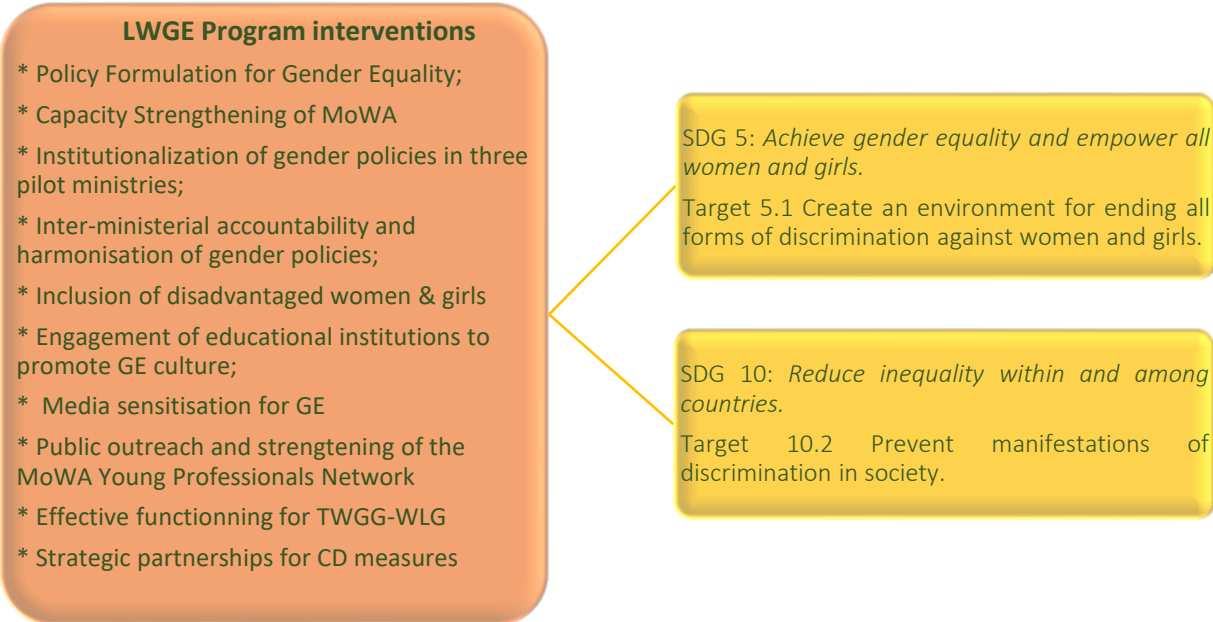 LWGE Program interventions
* Policy Formulation for Gender Equality;
* Capacity Strengthening of MoWA
* Institutionalization of gender policies in three
pilot ministries;
* Inter-ministerial accountability and
harmonisation of gender policies;
* Inclusion of disadvantaged women & girls
* Engagement of educational institutions to
promote GE culture;
* Media sensitisation for GE
* Public outreach and strengtening of the
MoWA Young Professionals Network
* Effective functionning for TWGG-WLG
* Strategic partnerships for CD measures
SDG 5: Achieve gender equality and empower all
women and girls.
Target 5.1 Create an environment for ending all
forms of discrimination against women and girls.
SDG 10: Reduce inequality within and among
countries.
Target 10.2 Prevent manifestations of
discrimination in society.